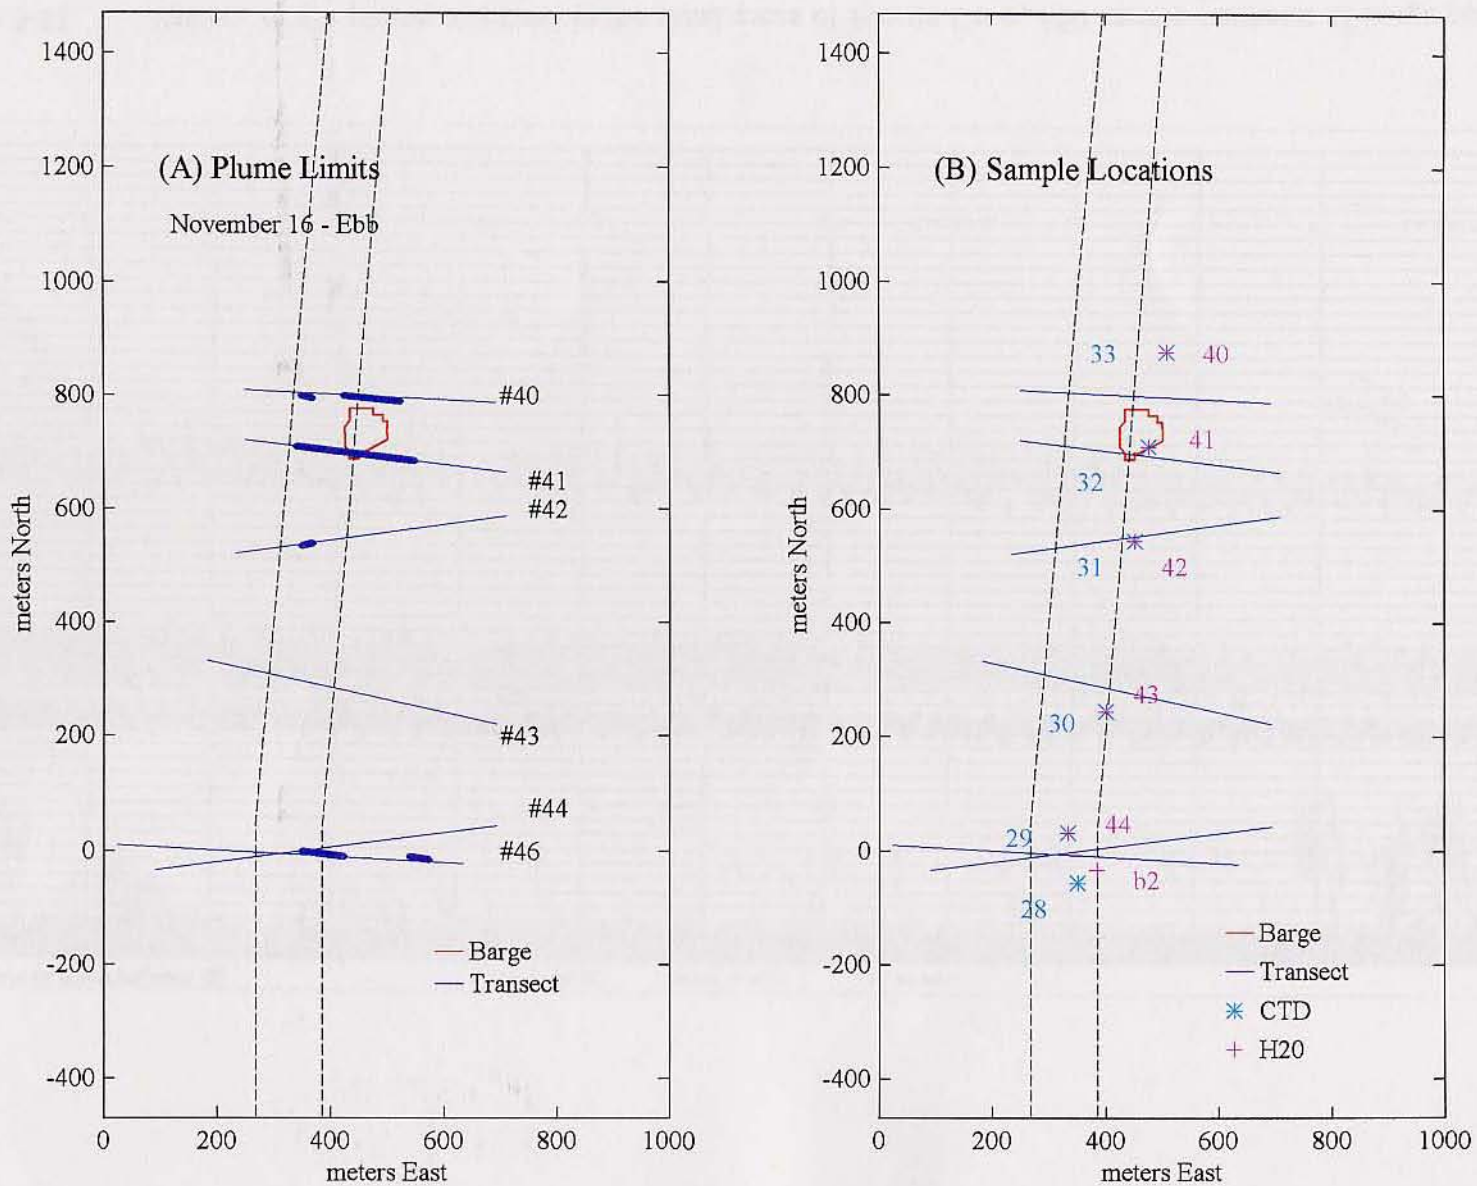 (A) Plume Limits
November 16 - Ebb
1400
1200
1000
800
600
400
200
0
-200
-400
meters North
#40
#41
#42
#43
#44
#46
Barge
Transect
0 200 400 600 800 1000
meters East
(B) Sample Locations
1400
1200
1000
800
600
400
200
0
-200
-400
meters North
33 40
41
32
31 42
43
30
44
29
b2
28
Barge
Transect
CTD
H20
0 200 400 600 800 1000
meters East